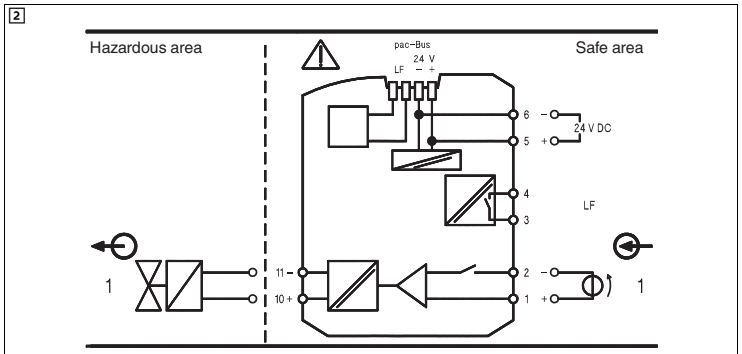 2
Hazardous area
Safe area
pac-Bus
24 V
LF - +
6 -
24 V DC
5 +
4
LF
3
1
11 -
2 -
1
10 +
1 +